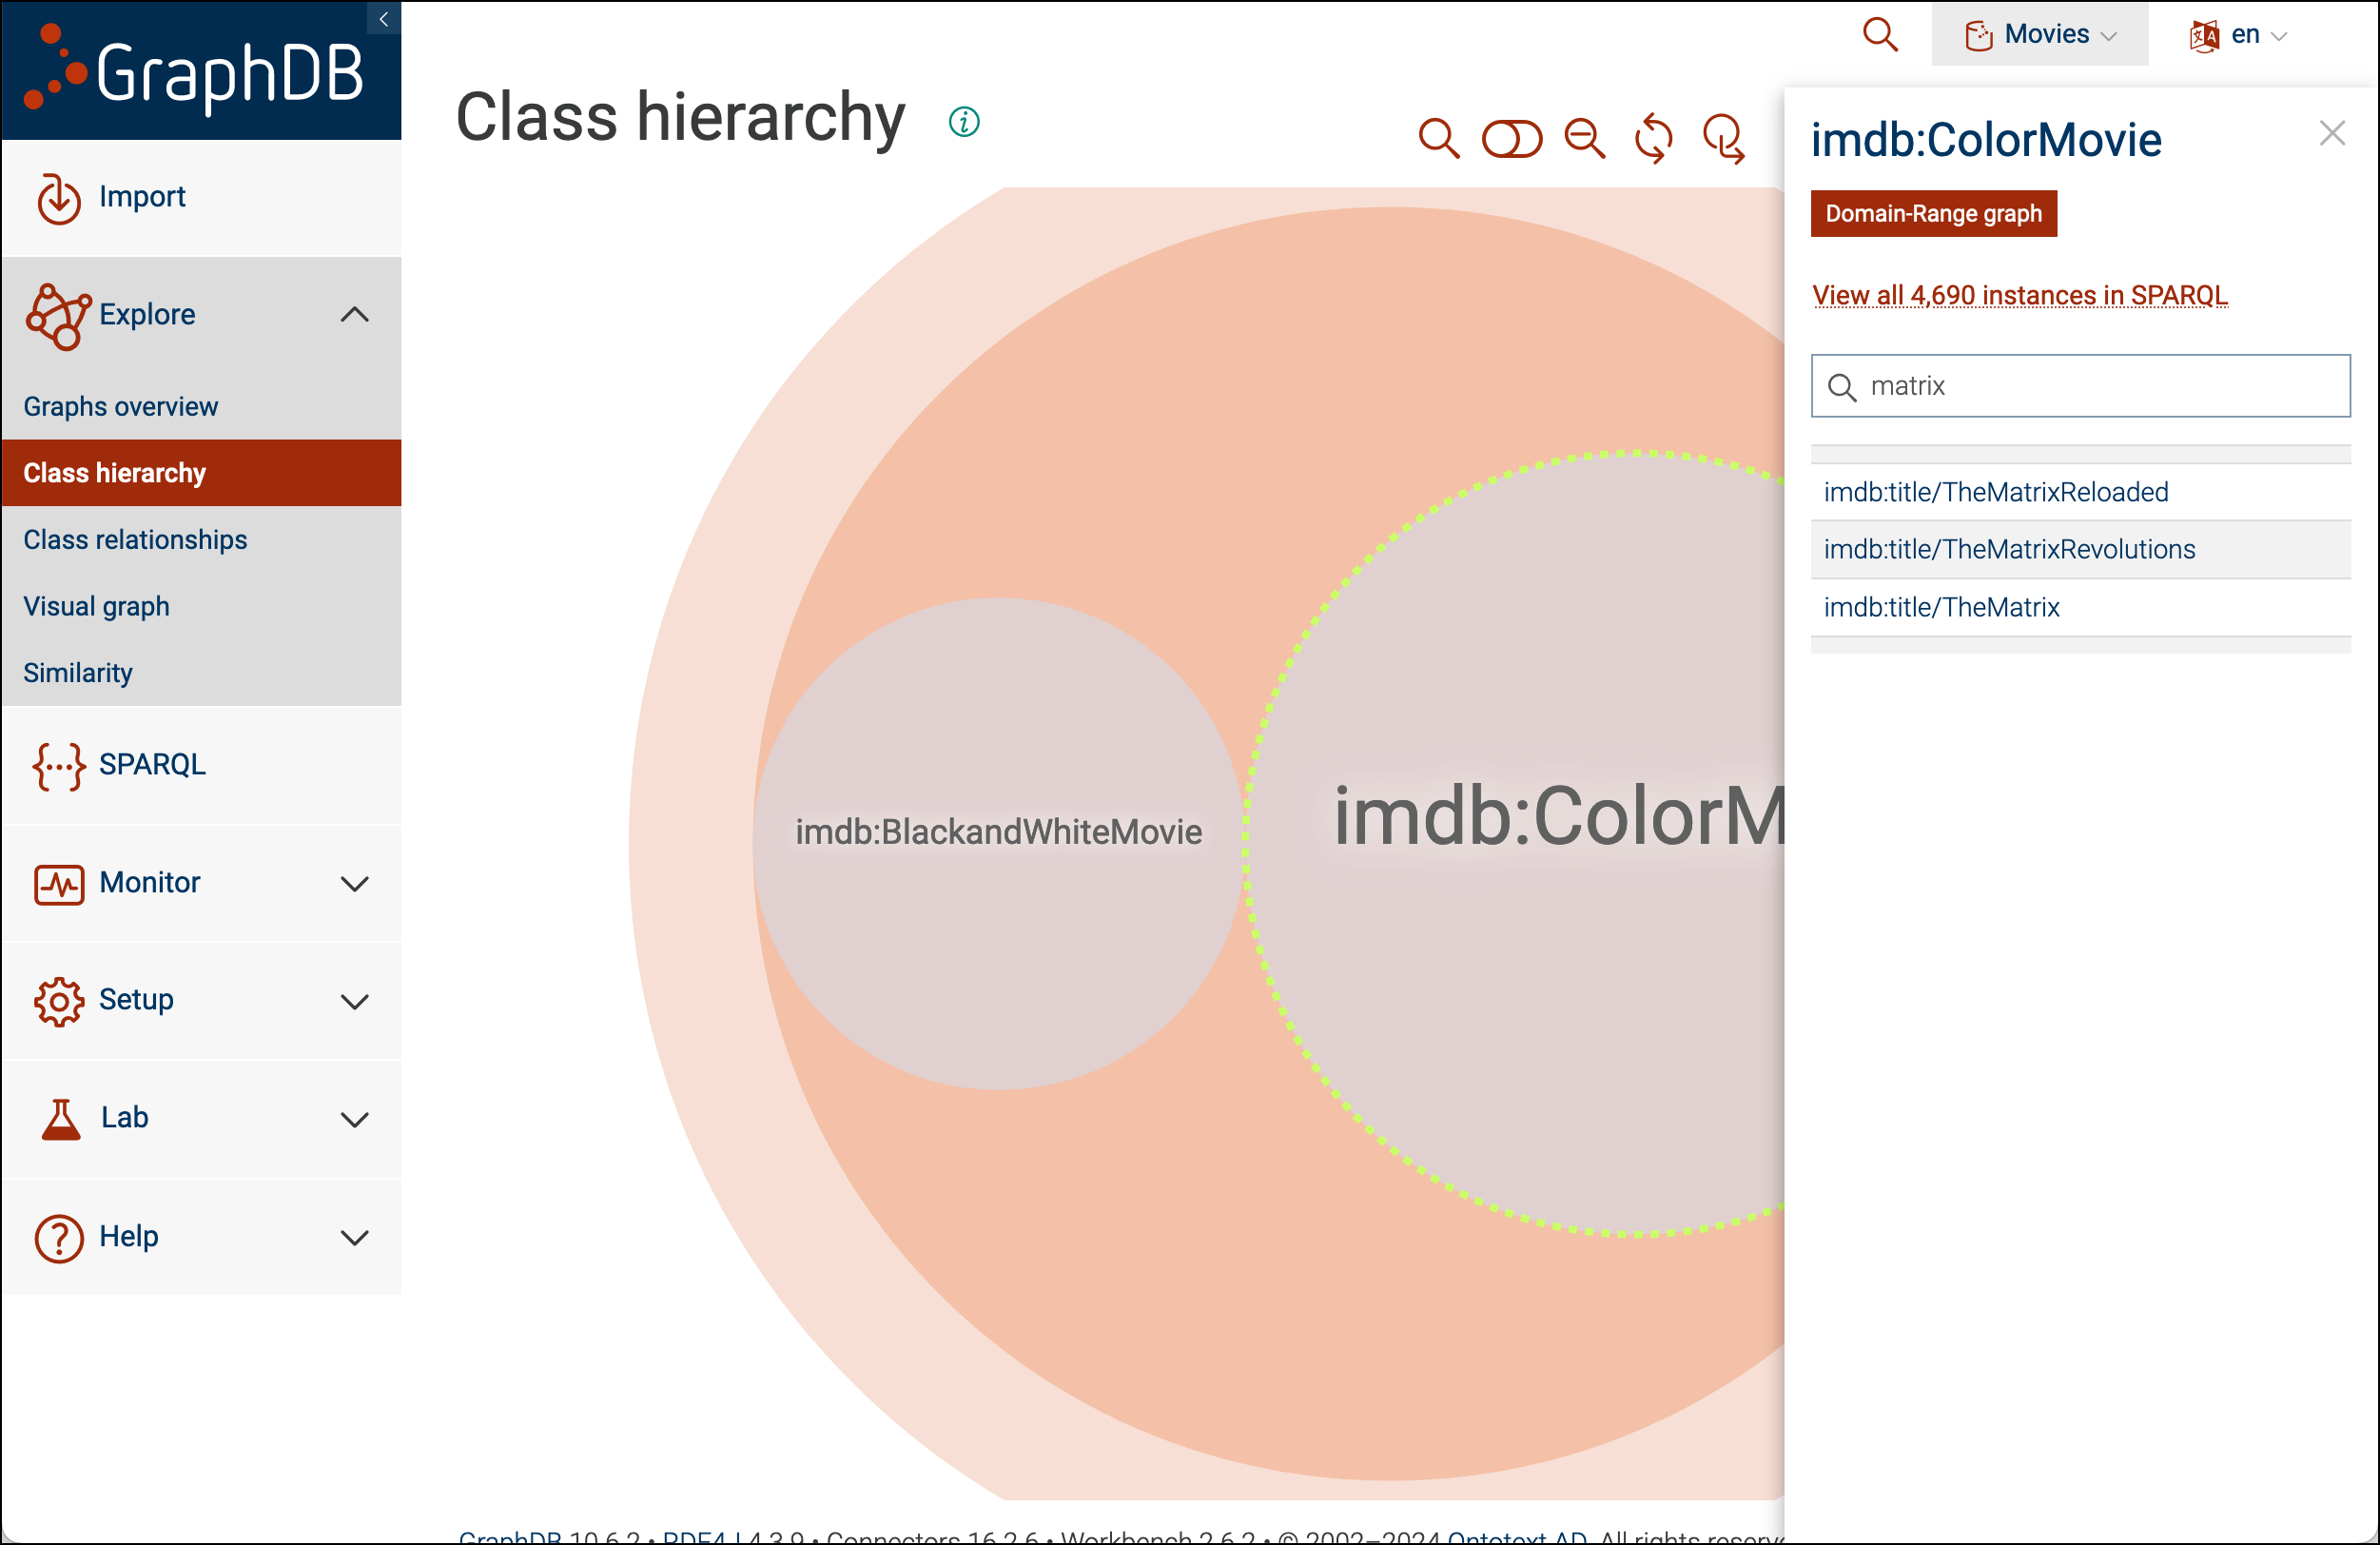 GraphDB
Import
Explore
Graphs overview
Class hierarchy
Class relationships
Visual graph
Similarity
SPARQL
Monitor
Setup
Lab
Help
Movies
en
Class hierarchy
imdb:BlackandWhiteMovie
imdb:ColorM
imdb:ColorMovie
Domain-Range graph
View all 4,690 instances in SPARQL
matrix
imdb:title/TheMatrixReloaded
imdb:title/TheMatrixRevolutions
imdb:title/TheMatrix
GraphDB 10.6.2 • RDF4J 4.3.9 • Connectors 16.2.6 • Workbench 2.6.2 • © 2002–2024 Ontotext AD. All rights reserve